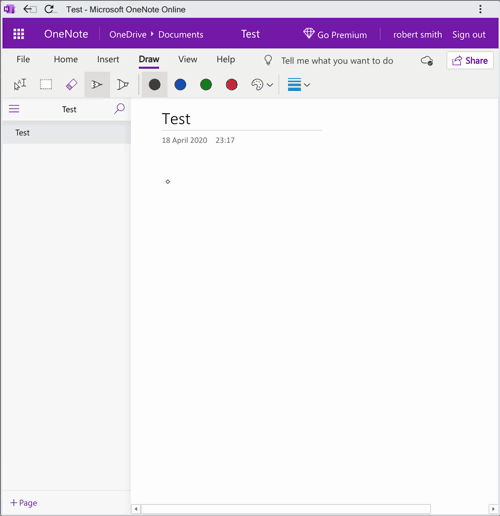 Test - Microsoft OneNote Online
OneNote OneDrive Documents Test Go Premium robert smith Sign out
File Home Insert Draw View Help Tell me what you want to do Share
Test
Test
Test
18 April 2020 23:17
+ Page